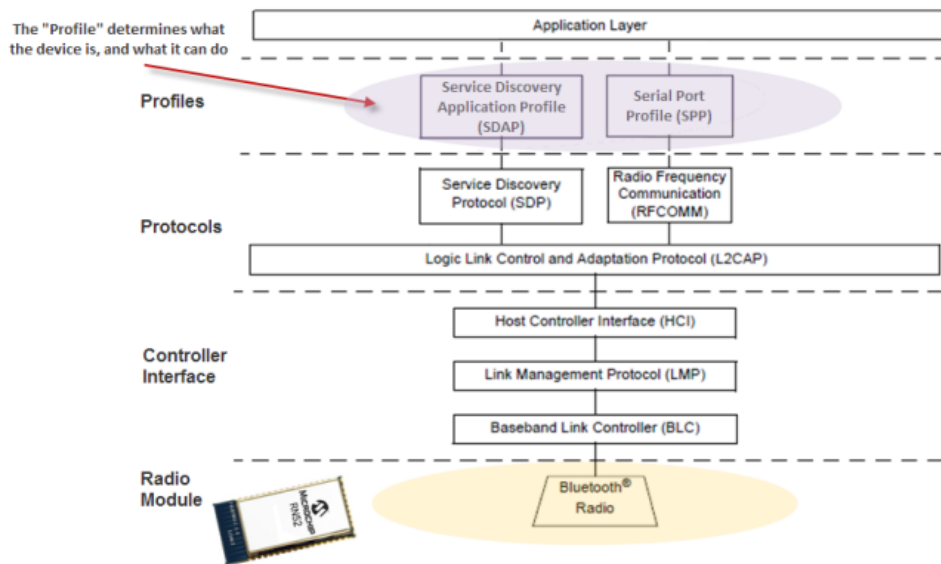 The "Profile" determines what
the device is, and what it can do
Application Layer
Profiles
Service Discovery
Application Profile
(SDAP)
Serial Port
Profile (SPP)
Protocols
Service Discovery
Protocol (SDP)
Radio Frequency
Communication
(RFCOMM)
Logic Link Control and Adaptation Protocol (L2CAP)
Controller
Interface
Host Controller Interface (HCI)
Link Management Protocol (LMP)
Baseband Link Controller (BLC)
Radio
Module
MICROCHIP
RN52
Bluetooth®
Radio